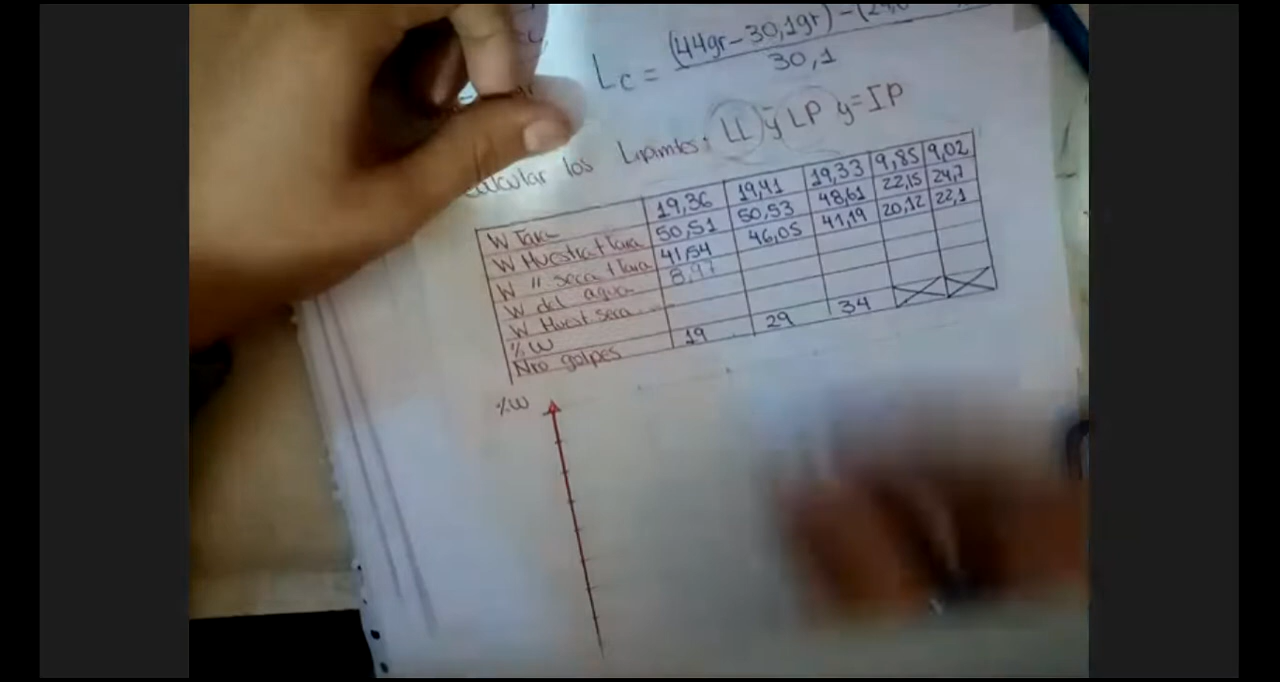 Lc = (44gr - 30,1gr) - (
30,1
calcular los Limites: LL y LP y = IP
W Tara 19,36 19,41 19,33 9,85 9,02
W Muestra + Tara 50,51 50,53 48,61 22,15 24,7
W " seca + Tara 41,54 46,05 41,19 20,12 22,1
W del agua 8,97
W Muest. seca
%W
Nro golpes 19 29 34
%W